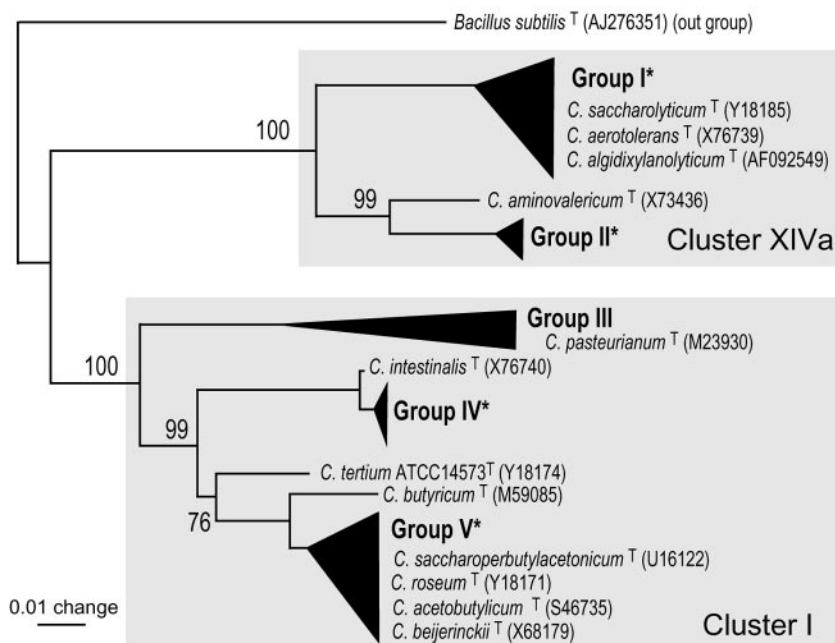 Bacillus subtilis T (AJ276351) (out group)
Group I*
C. saccharolyticum T (Y18185)
100
C. aerotolerans T (X76739)
C. algidixylanolyticum T (AF092549)
99
C. aminovalericum T (X73436)
Group II*
Cluster XIVa
Group III
C. pasteurianum T (M23930)
100
C. intestinalis T (X76740)
Group IV*
99
C. tertium ATCC14573T (Y18174)
C. butyricum T (M59085)
76
Group V*
C. saccharoperbutylacetonicum T (U16122)
C. roseum T (Y18171)
0.01 change
C. acetobutylicum T (S46735)
C. beijerinckii T (X68179)
Cluster I